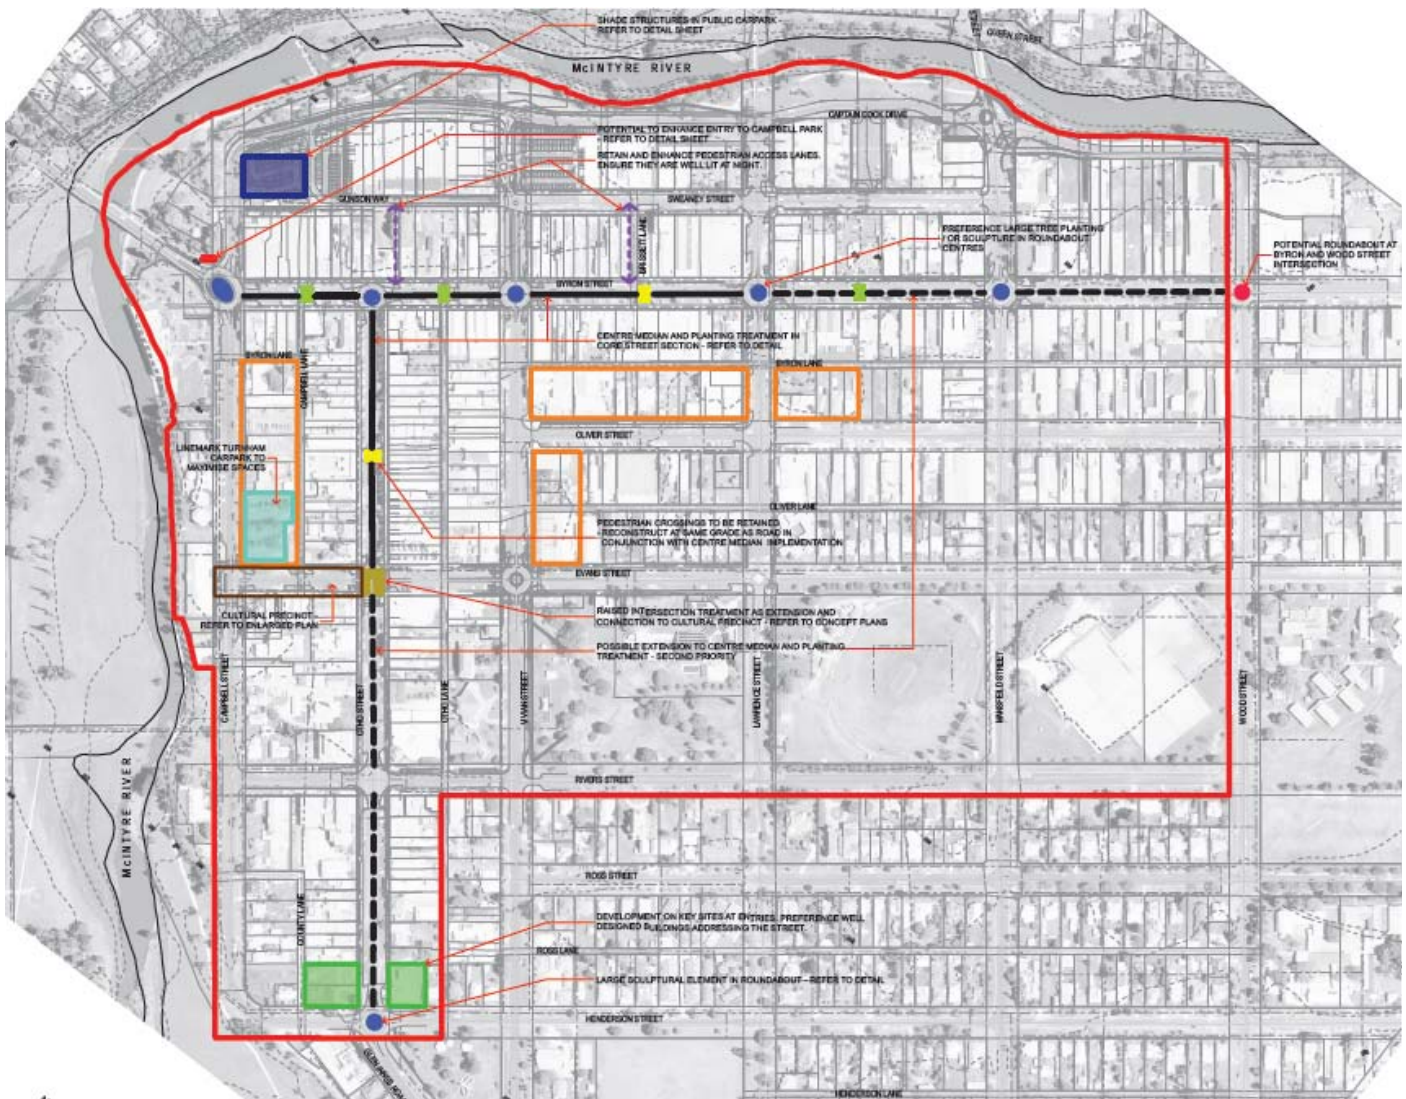 SHADE STRUCTURES IN PUBLIC CARPARK -
REFER TO DETAIL SHEET
QUEEN STREET
McINTYRE RIVER
CAPTAIN COOK DRIVE
POTENTIAL TO ENHANCE ENTRY TO CAMPBELL PARK
- REFER TO DETAIL SHEET
RETAIN AND ENHANCE PEDESTRIAN ACCESS LANES.
ENSURE THEY ARE WELL LIT AT NIGHT.
GUNSON WAY
SWEANEY STREET
PREFERENCE LARGE TREE PLANTING
/ OR SCULPTURE IN ROUNDABOUT
CENTRES
POTENTIAL ROUNDABOUT AT
BYRON AND WOOD STREET
INTERSECTION
BYRON STREET
CENTRE MEDIAN AND PLANTING TREATMENT IN
CORE STREET SECTION - REFER TO DETAIL
BYRON LANE
CAMPBELL LANE
BYRON LANE
OLIVER STREET
LINEMARK TURNHAM
CARPARK TO
MAXIMISE SPACES
OLIVER LANE
PEDESTRIAN CROSSINGS TO BE RETAINED
- RECONSTRUCT AT SAME GRADE AS ROAD IN
CONJUNCTION WITH CENTRE MEDIAN IMPLEMENTATION
EVANS STREET
CULTURAL PRECINCT -
REFER TO ENLARGED PLAN
RAISED INTERSECTION TREATMENT AS EXTENSION AND
CONNECTION TO CULTURAL PRECINCT - REFER TO CONCEPT PLANS
POSSIBLE EXTENSION TO CENTRE MEDIAN AND PLANTING
TREATMENT - SECOND PRIORITY
CAMPBELL STREET
OTHO STREET
OTHO LANE
VIVIAN STREET
LAWRENCE STREET
MANSFIELD STREET
WOOD STREET
RIVERS STREET
McINTYRE RIVER
ROSS STREET
COUNTY LANE
DEVELOPMENT ON KEY SITES AT ENTRIES. PREFERENCE WELL
DESIGNED BUILDINGS ADDRESSING THE STREET.
ROSS LANE
LARGE SCULPTURAL ELEMENT IN ROUNDABOUT - REFER TO DETAIL
HENDERSON STREET
HENDERSON LANE